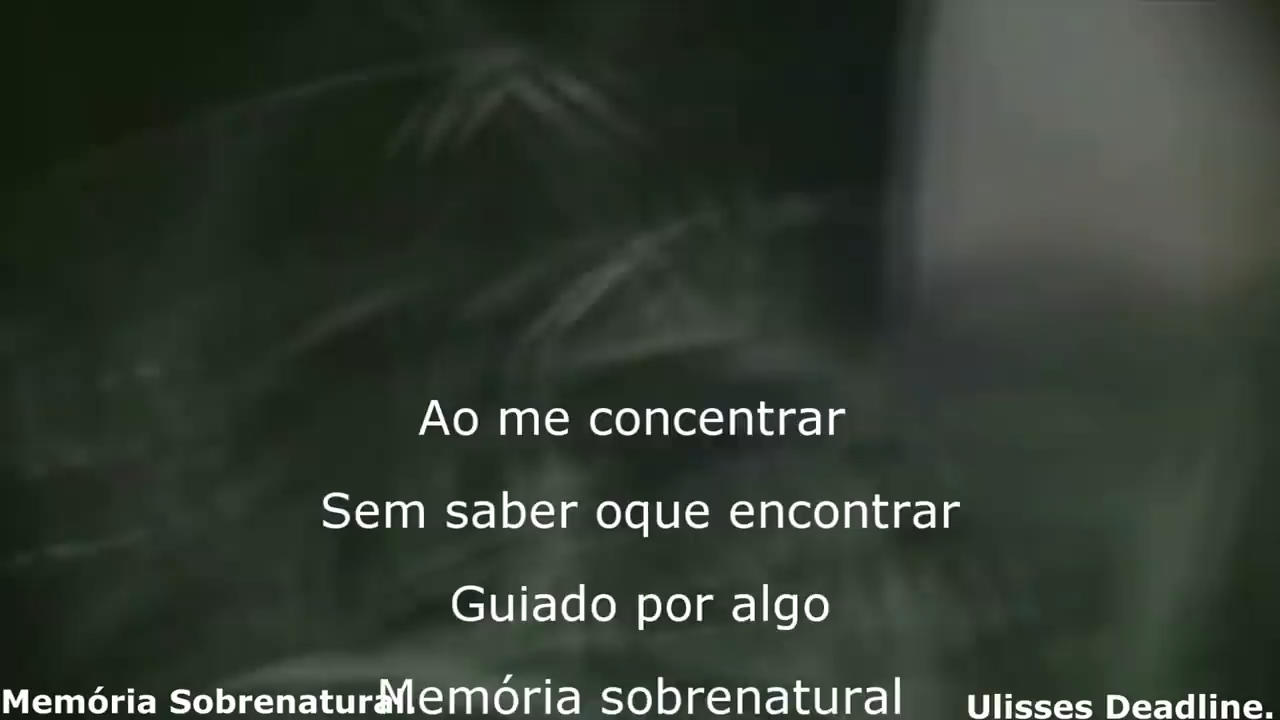 Ao me concentrar
Sem saber oque encontrar
Guiado por algo
Memória sobrenatural
Memória Sobrenatural.
Ulisses Deadline.